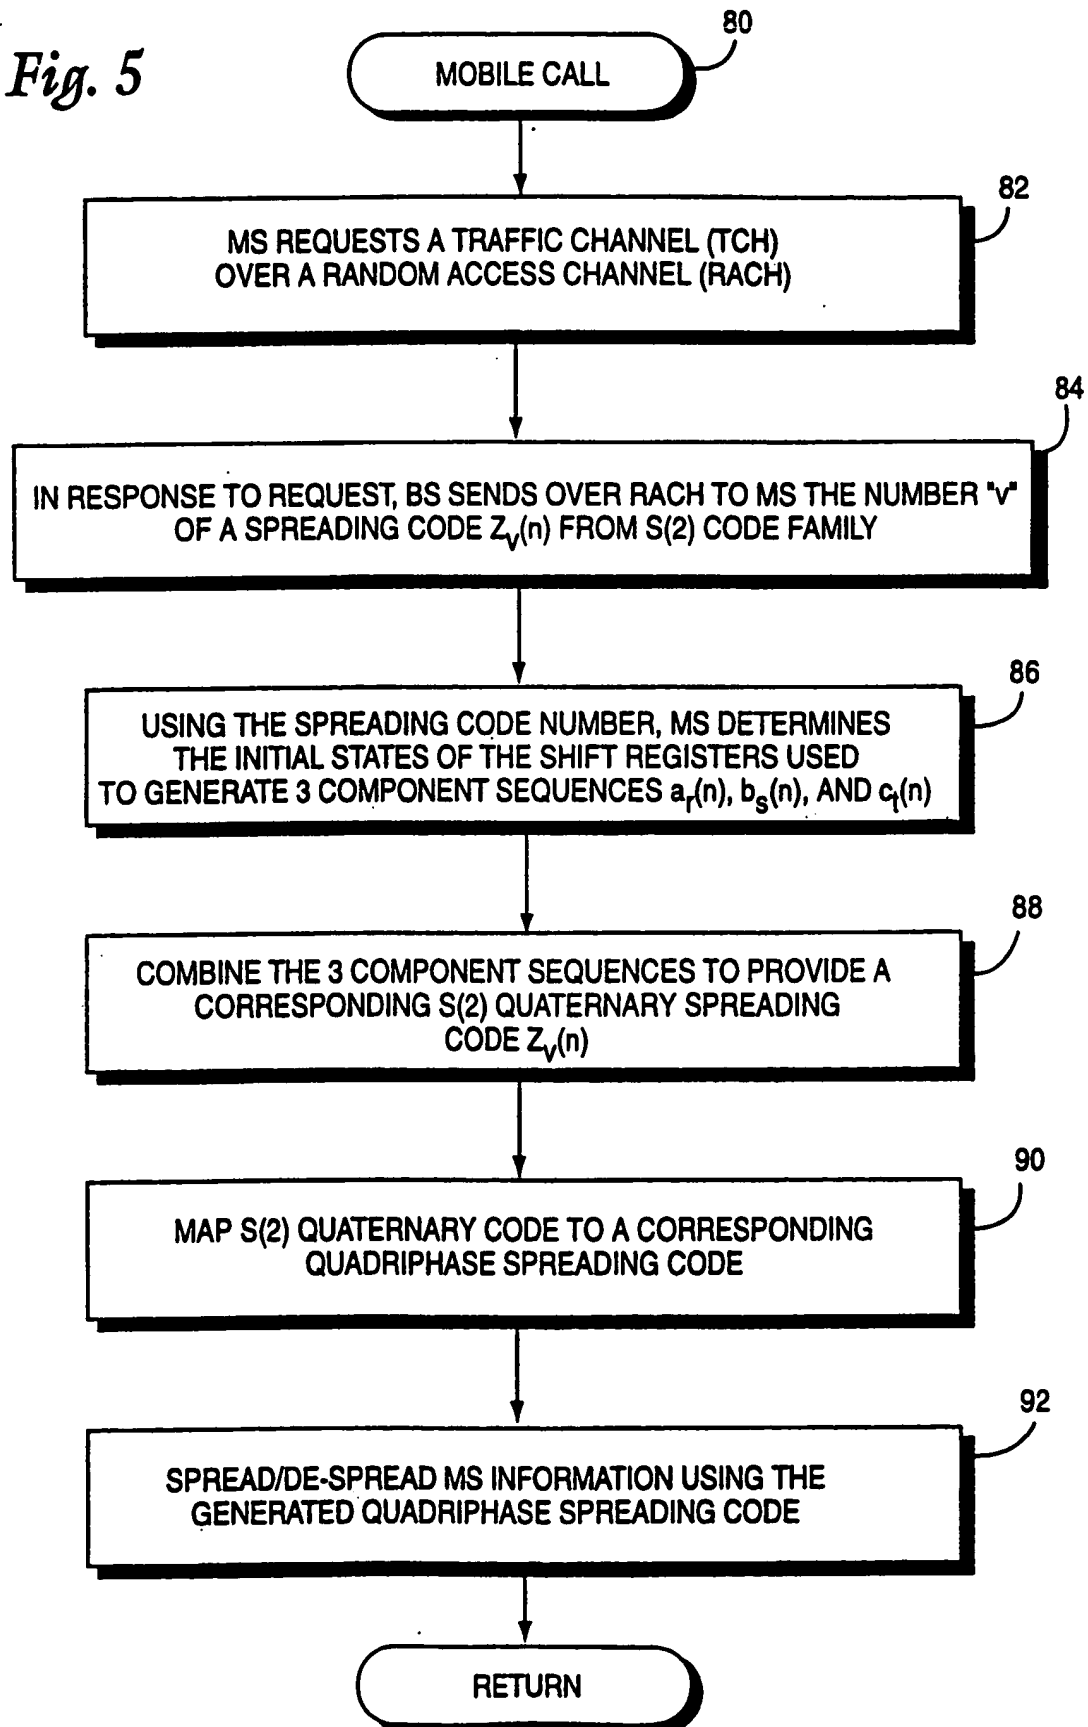 Fig. 5
80
MOBILE CALL
82
MS REQUESTS A TRAFFIC CHANNEL (TCH)
OVER A RANDOM ACCESS CHANNEL (RACH)
84
IN RESPONSE TO REQUEST, BS SENDS OVER RACH TO MS THE NUMBER "v"
OF A SPREADING CODE Zv(n) FROM S(2) CODE FAMILY
86
USING THE SPREADING CODE NUMBER, MS DETERMINES
THE INITIAL STATES OF THE SHIFT REGISTERS USED
TO GENERATE 3 COMPONENT SEQUENCES ar(n), bs(n), AND ct(n)
88
COMBINE THE 3 COMPONENT SEQUENCES TO PROVIDE A
CORRESPONDING S(2) QUATERNARY SPREADING
CODE Zv(n)
90
MAP S(2) QUATERNARY CODE TO A CORRESPONDING
QUADRIPHASE SPREADING CODE
92
SPREAD/DE-SPREAD MS INFORMATION USING THE
GENERATED QUADRIPHASE SPREADING CODE
RETURN